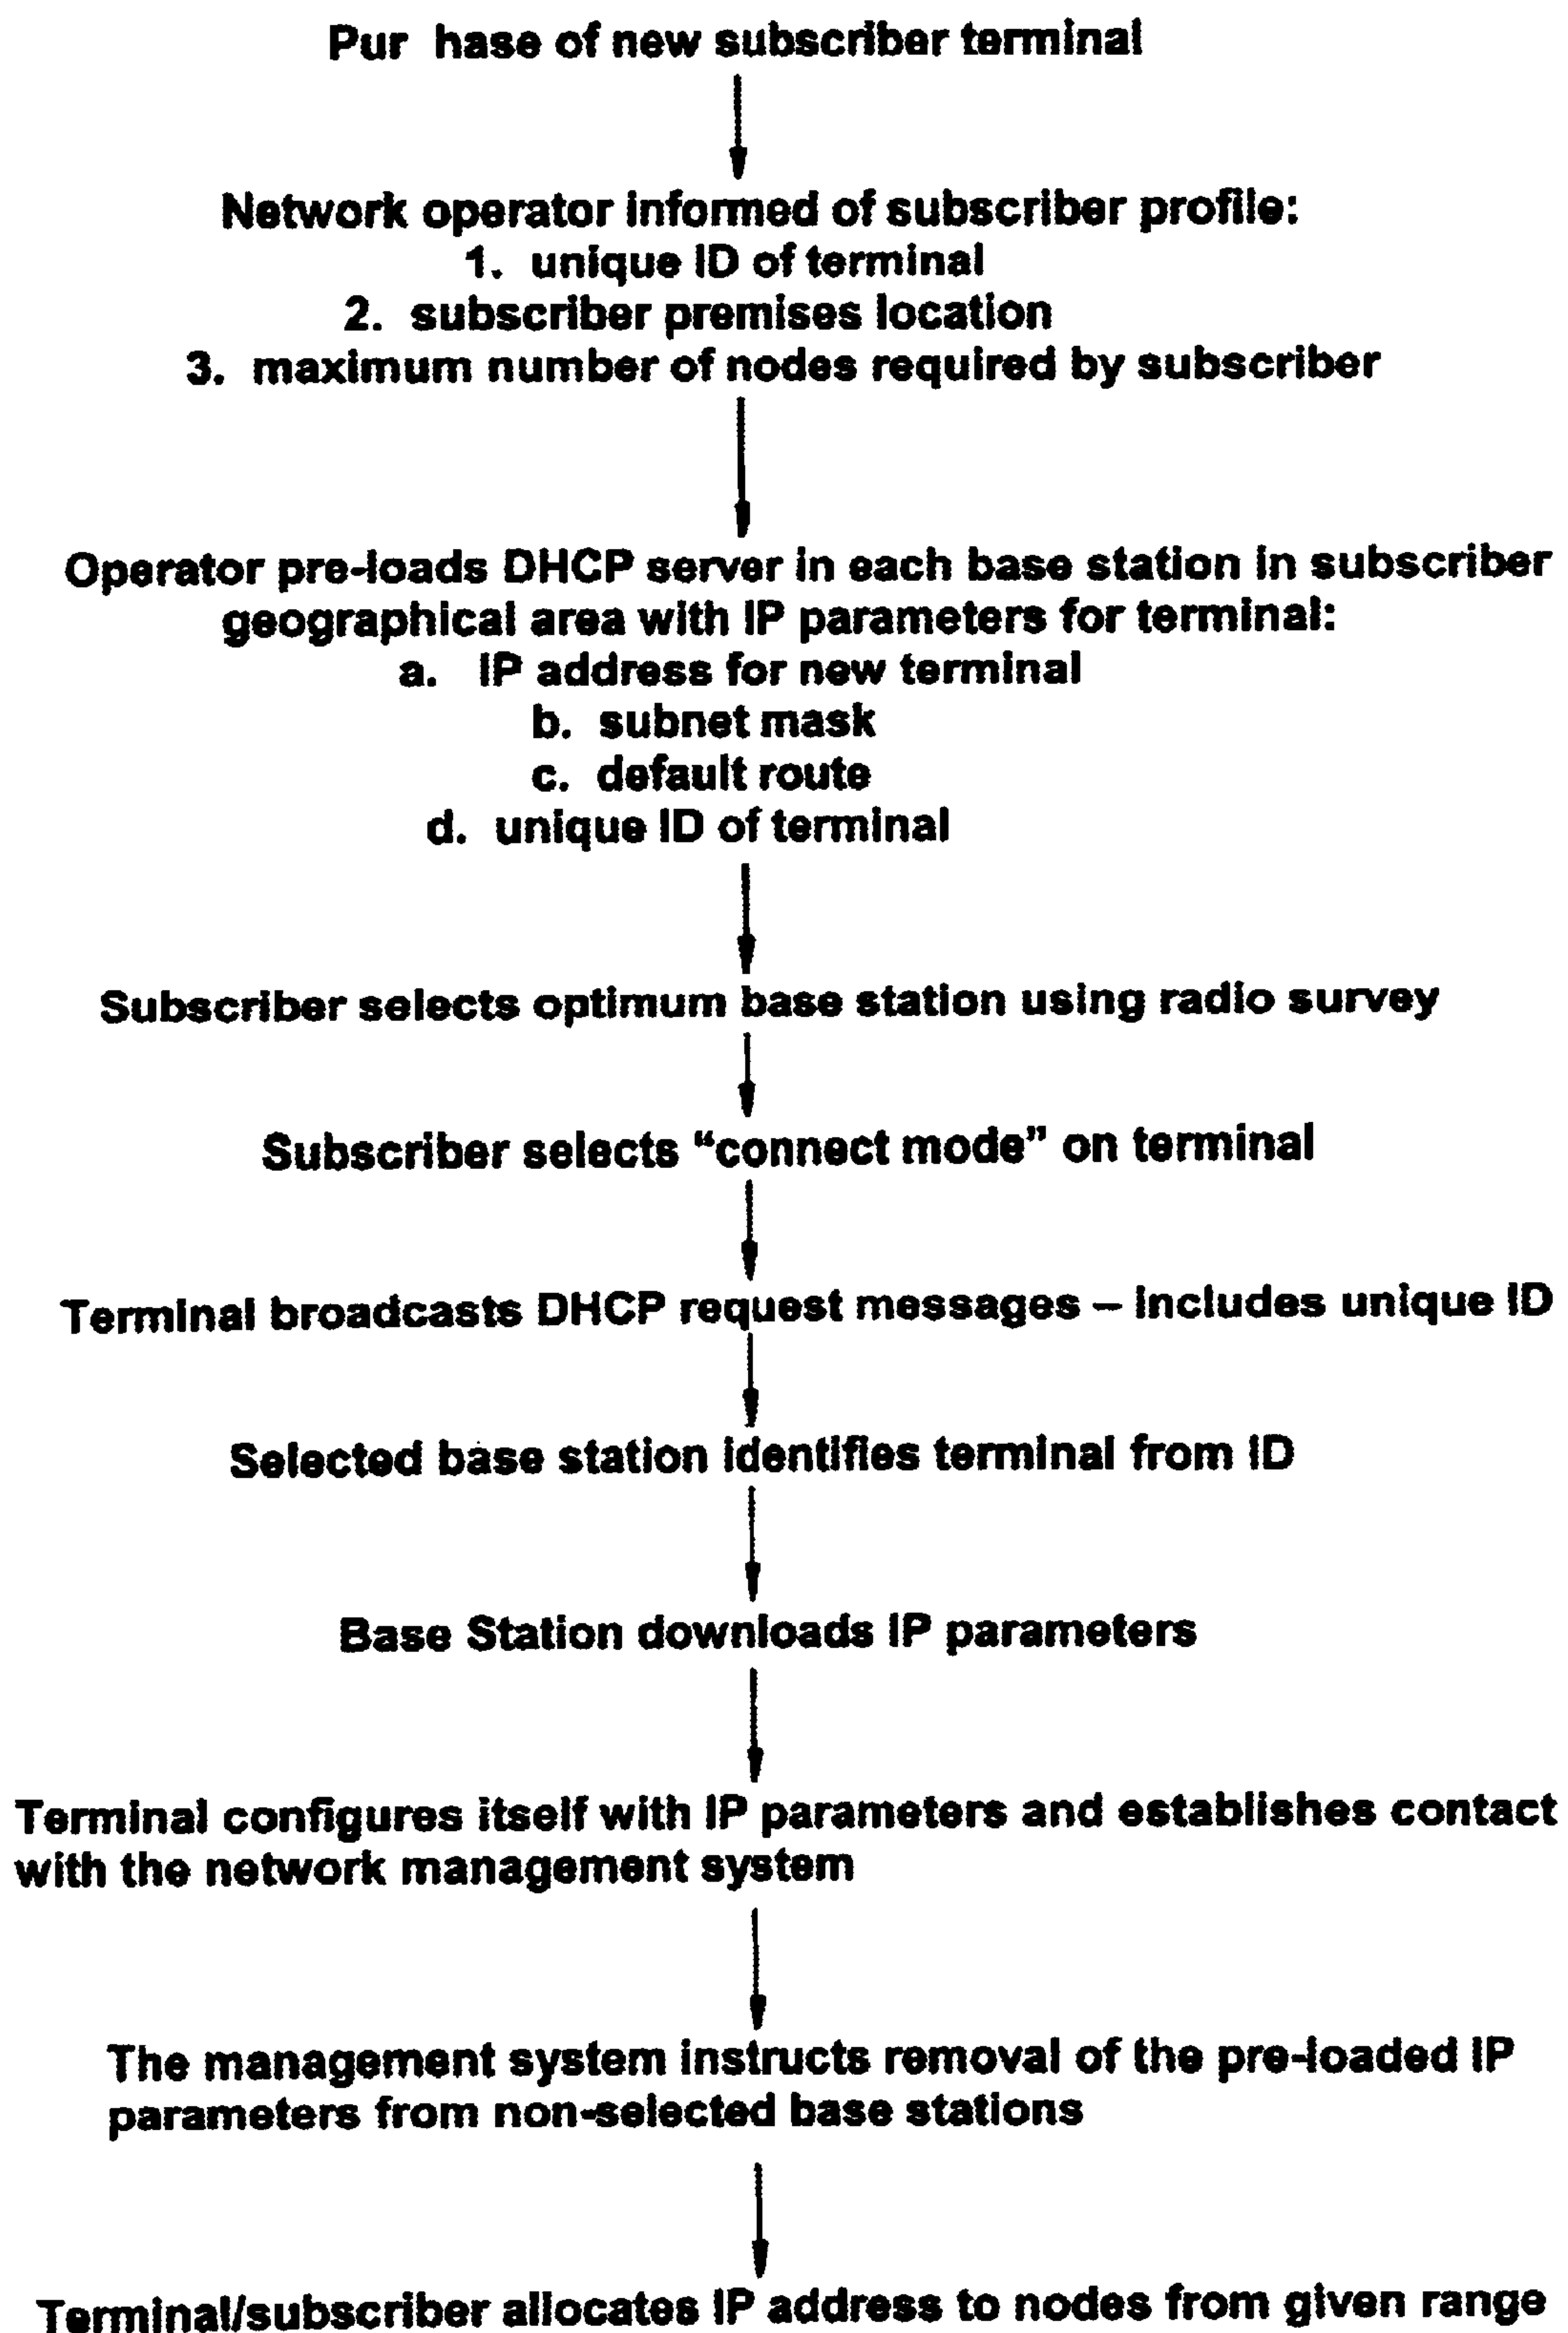 Pur hase of new subscriber terminal
Network operator informed of subscriber profile:
1. unique ID of terminal
2. subscriber premises location
3. maximum number of nodes required by subscriber
Operator pre-loads DHCP server in each base station in subscriber
geographical area with IP parameters for terminal:
a. IP address for new terminal
b. subnet mask
c. default route
d. unique ID of terminal
Subscriber selects optimum base station using radio survey
Subscriber selects “connect mode” on terminal
Terminal broadcasts DHCP request messages – includes unique ID
Selected base station identifies terminal from ID
Base Station downloads IP parameters
Terminal configures itself with IP parameters and establishes contact
with the network management system
The management system instructs removal of the pre-loaded IP
parameters from non-selected base stations
Terminal/subscriber allocates IP address to nodes from given range